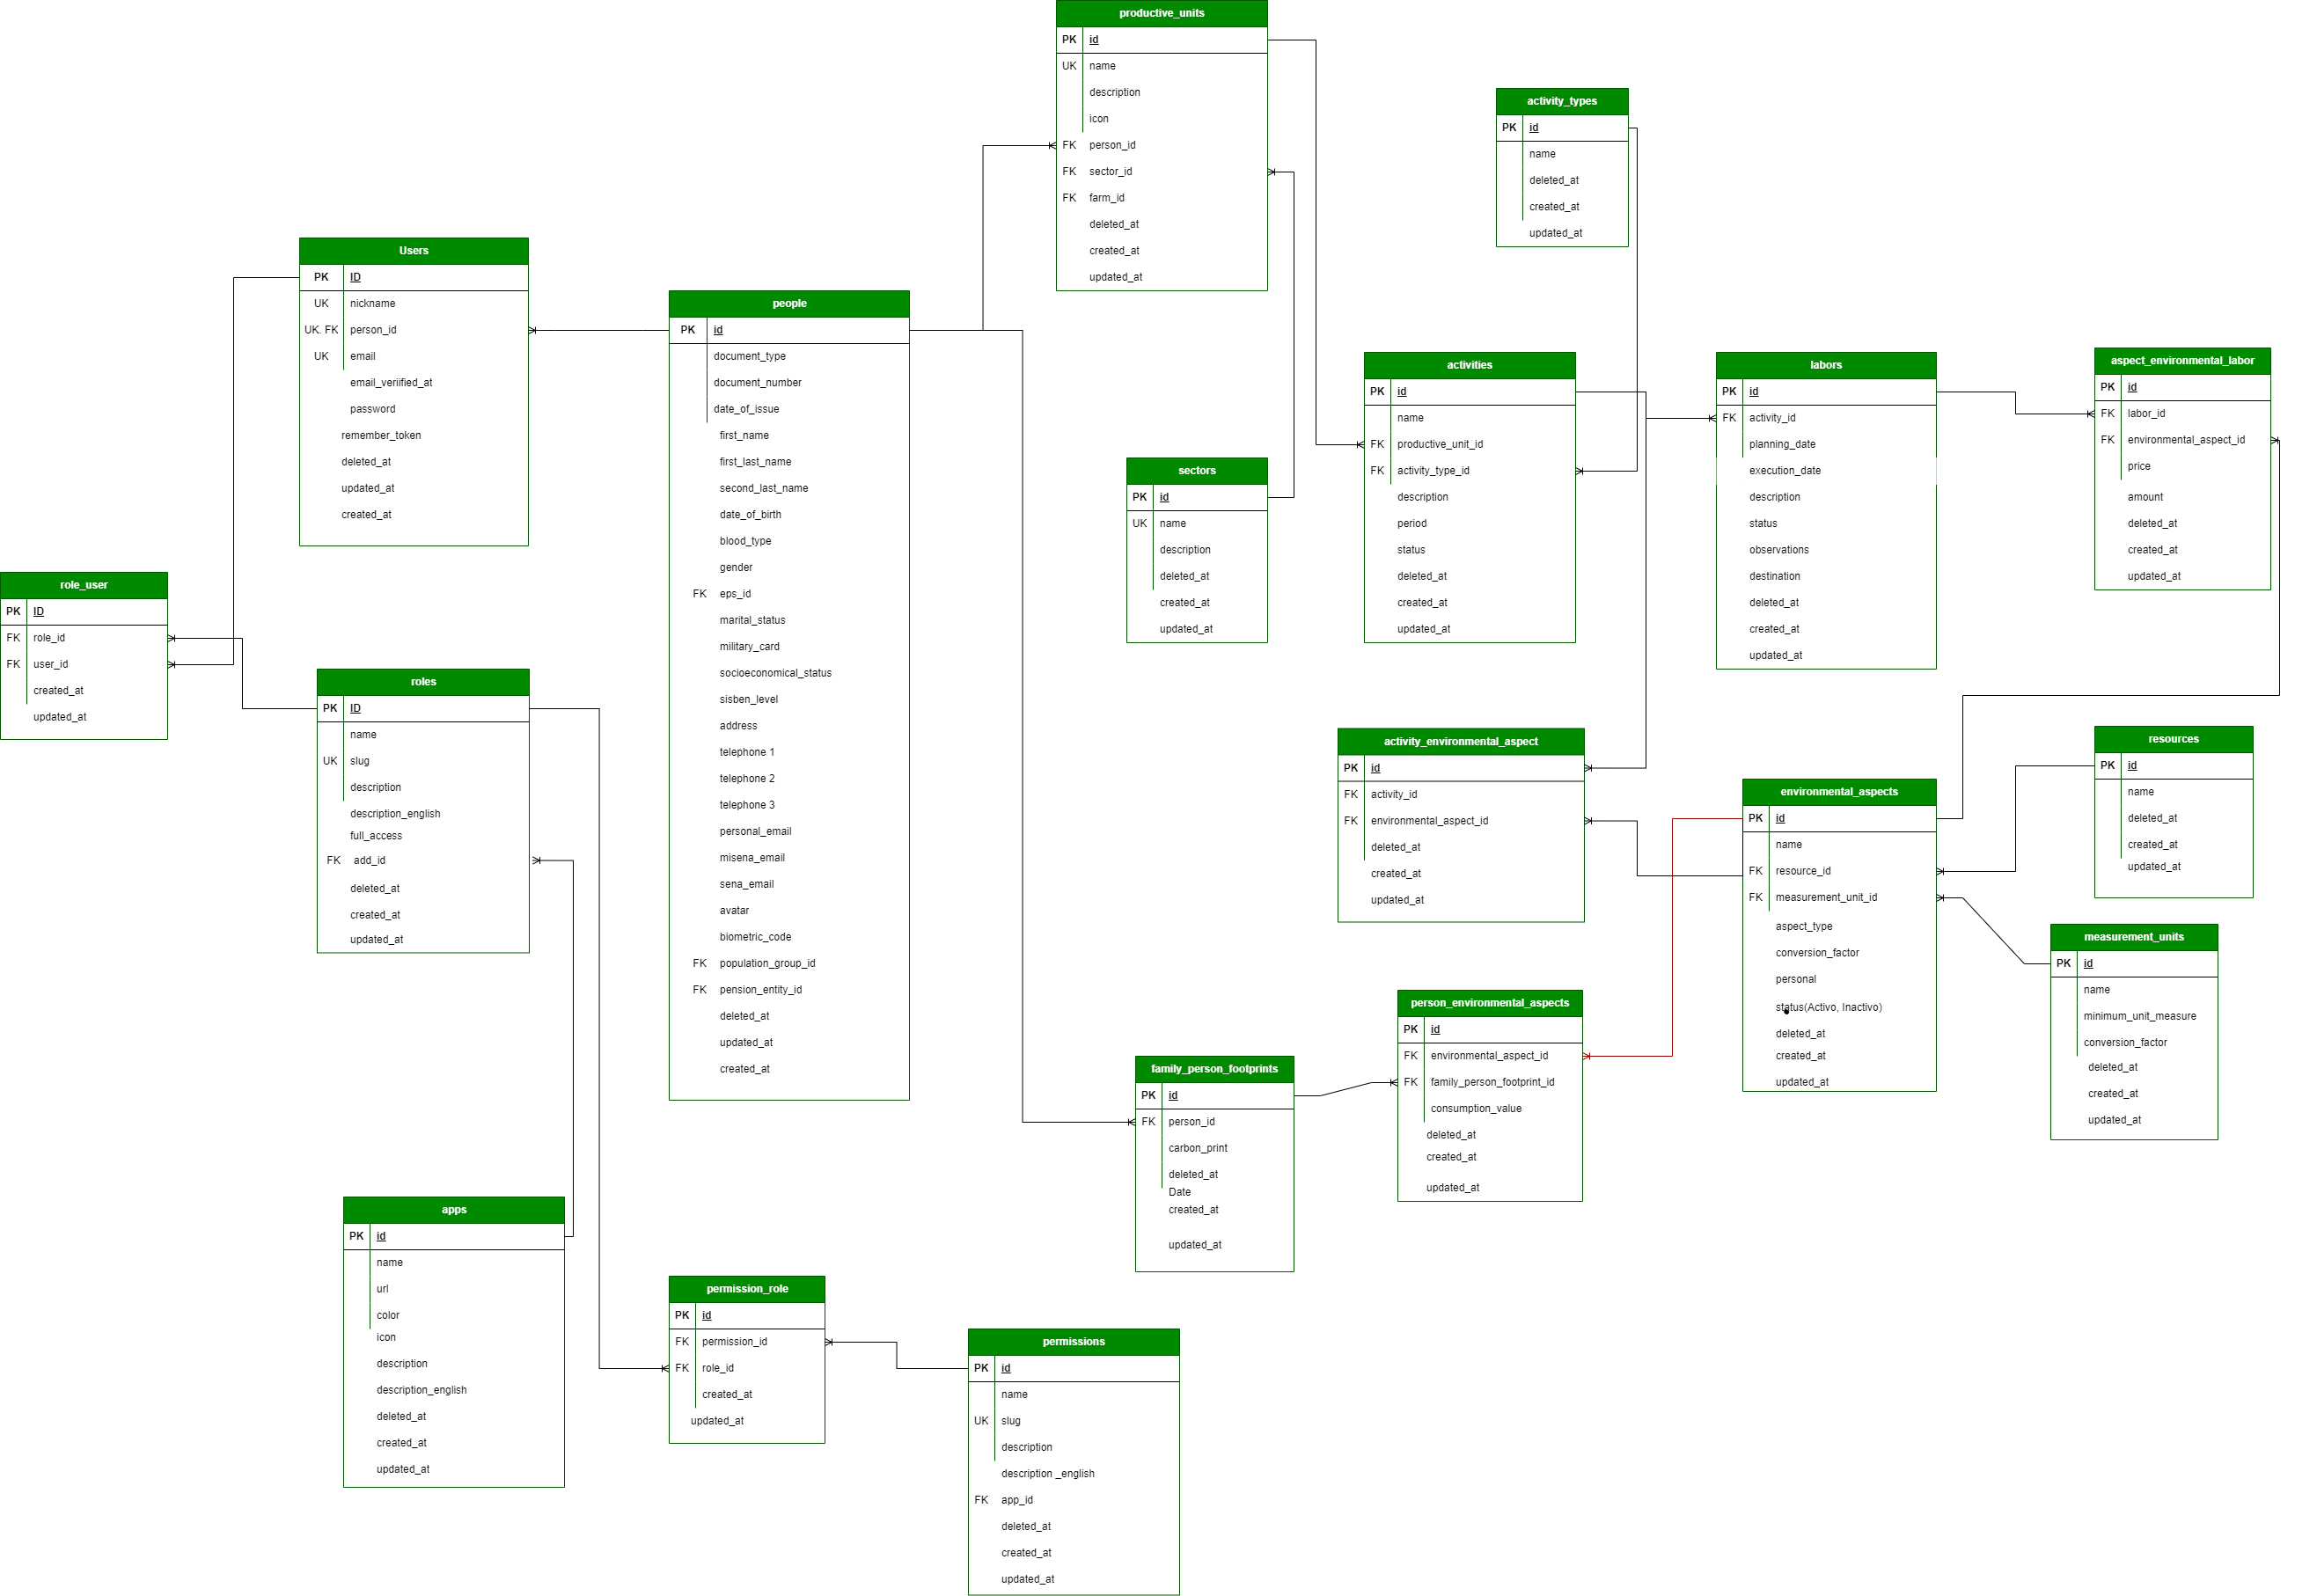 productive_units
PK id
UK name
description
icon
FK person_id
FK sector_id
FK farm_id
deleted_at
created_at
updated_at
activity_types
PK id
name
deleted_at
created_at
updated_at
Users
PK ID
UK nickname
UK. FK person_id
UK email
email_veriified_at
password
remember_token
deleted_at
updated_at
created_at
people
PK id
document_type
document_number
date_of_issue
first_name
first_last_name
second_last_name
date_of_birth
blood_type
gender
FK eps_id
marital_status
military_card
socioeconomical_status
sisben_level
address
telephone 1
telephone 2
telephone 3
personal_email
misena_email
sena_email
avatar
biometric_code
FK population_group_id
FK pension_entity_id
deleted_at
updated_at
created_at
activities
PK id
name
FK productive_unit_id
FK activity_type_id
description
period
status
deleted_at
created_at
updated_at
labors
PK id
FK activity_id
planning_date
execution_date
description
status
observations
destination
deleted_at
created_at
updated_at
aspect_environmental_labor
PK id
FK labor_id
FK environmental_aspect_id
price
amount
deleted_at
created_at
updated_at
sectors
PK id
UK name
description
deleted_at
created_at
updated_at
role_user
PK ID
FK role_id
FK user_id
created_at
updated_at
roles
PK ID
name
UK slug
description
description_english
full_access
FK add_id
deleted_at
created_at
updated_at
activity_environmental_aspect
PK id
FK activity_id
FK environmental_aspect_id
deleted_at
created_at
updated_at
environmental_aspects
PK id
name
FK resource_id
FK measurement_unit_id
aspect_type
conversion_factor
personal
status(Activo, Inactivo)
deleted_at
created_at
updated_at
resources
PK id
name
deleted_at
created_at
updated_at
measurement_units
PK id
name
minimum_unit_measure
conversion_factor
deleted_at
created_at
updated_at
person_environmental_aspects
PK id
FK environmental_aspect_id
FK family_person_footprint_id
consumption_value
deleted_at
created_at
updated_at
family_person_footprints
PK id
FK person_id
carbon_print
deleted_at
Date
created_at
updated_at
apps
PK id
name
url
color
icon
description
description_english
deleted_at
created_at
updated_at
permission_role
PK id
FK permission_id
FK role_id
created_at
updated_at
permissions
PK id
name
UK slug
description
description _english
FK app_id
deleted_at
created_at
updated_at